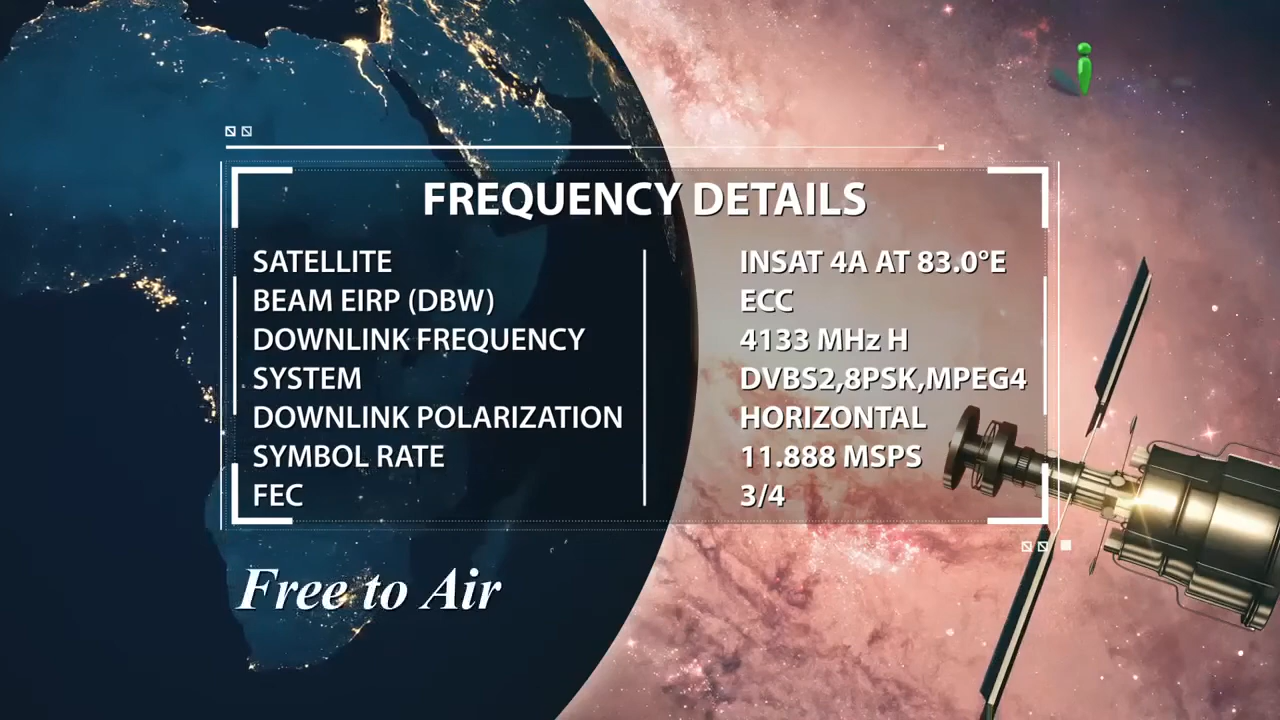 FREQUENCY DETAILS
SATELLITE INSAT 4A AT 83.0°E
BEAM EIRP (DBW) ECC
DOWNLINK FREQUENCY 4133 MHz H
SYSTEM DVBS2,8PSK,MPEG4
DOWNLINK POLARIZATION HORIZONTAL
SYMBOL RATE 11.888 MSPS
FEC 3/4
Free to Air